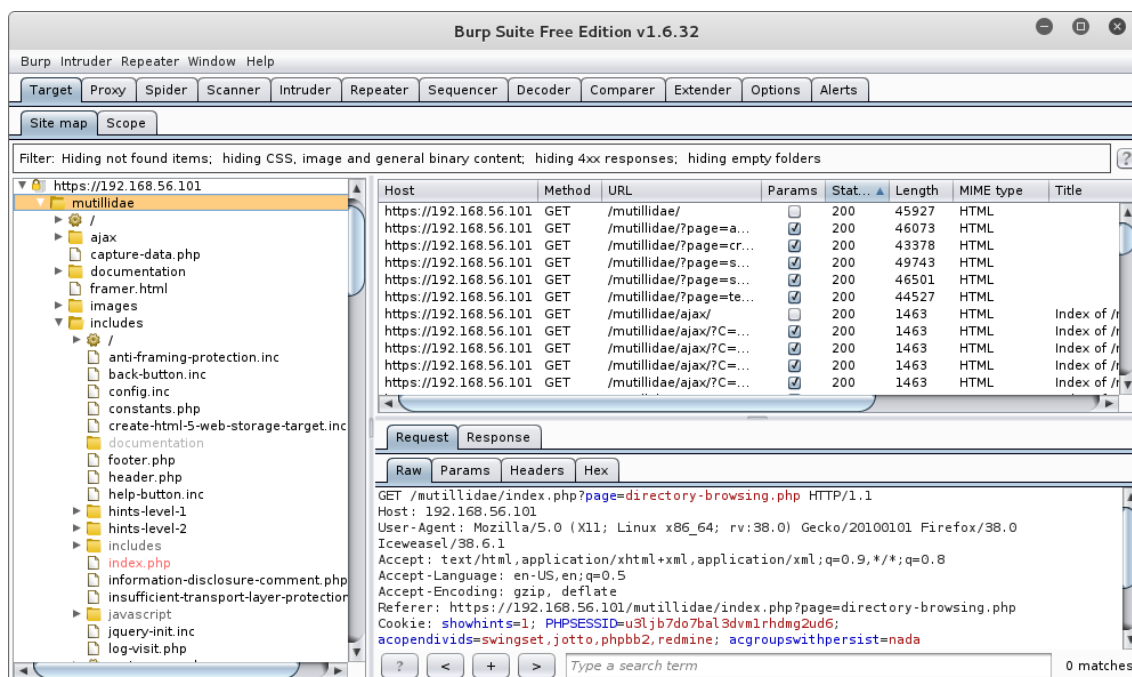 Burp Suite Free Edition v1.6.32
Burp Intruder Repeater Window Help
Target Proxy Spider Scanner Intruder Repeater Sequencer Decoder Comparer Extender Options Alerts
Site map Scope
Filter: Hiding not found items; hiding CSS, image and general binary content; hiding 4xx responses; hiding empty folders ?
https://192.168.56.101
mutillidae
/
ajax
capture-data.php
documentation
framer.html
images
includes
/
anti-framing-protection.inc
back-button.inc
config.inc
constants.php
create-html-5-web-storage-target.inc
documentation
footer.php
header.php
help-button.inc
hints-level-1
hints-level-2
includes
index.php
information-disclosure-comment.php
insufficient-transport-layer-protection
javascript
jquery-init.inc
log-visit.php
Host Method URL Params Stat... Length MIME type Title
https://192.168.56.101 GET /mutillidae/ 200 45927 HTML
https://192.168.56.101 GET /mutillidae/?page=a... 200 46073 HTML
https://192.168.56.101 GET /mutillidae/?page=cr... 200 43378 HTML
https://192.168.56.101 GET /mutillidae/?page=s... 200 49743 HTML
https://192.168.56.101 GET /mutillidae/?page=s... 200 46501 HTML
https://192.168.56.101 GET /mutillidae/?page=te... 200 44527 HTML
https://192.168.56.101 GET /mutillidae/ajax/ 200 1463 HTML Index of /r
https://192.168.56.101 GET /mutillidae/ajax/?C=... 200 1463 HTML Index of /r
https://192.168.56.101 GET /mutillidae/ajax/?C=... 200 1463 HTML Index of /r
https://192.168.56.101 GET /mutillidae/ajax/?C=... 200 1463 HTML Index of /r
https://192.168.56.101 GET /mutillidae/ajax/?C=... 200 1463 HTML Index of /r
Request Response
Raw Params Headers Hex
GET /mutillidae/index.php?page=directory-browsing.php HTTP/1.1
Host: 192.168.56.101
User-Agent: Mozilla/5.0 (X11; Linux x86_64; rv:38.0) Gecko/20100101 Firefox/38.0
Iceweasel/38.6.1
Accept: text/html,application/xhtml+xml,application/xml;q=0.9,*/*;q=0.8
Accept-Language: en-US,en;q=0.5
Accept-Encoding: gzip, deflate
Referer: https://192.168.56.101/mutillidae/index.php?page=directory-browsing.php
Cookie: showhints=1; PHPSESSID=u3ljb7do7bal3dvm1rhdmg2ud6;
acopendivids=swingset,jotto,phpbb2,redmine; acgroupswithpersist=nada
? < + > Type a search term 0 matches